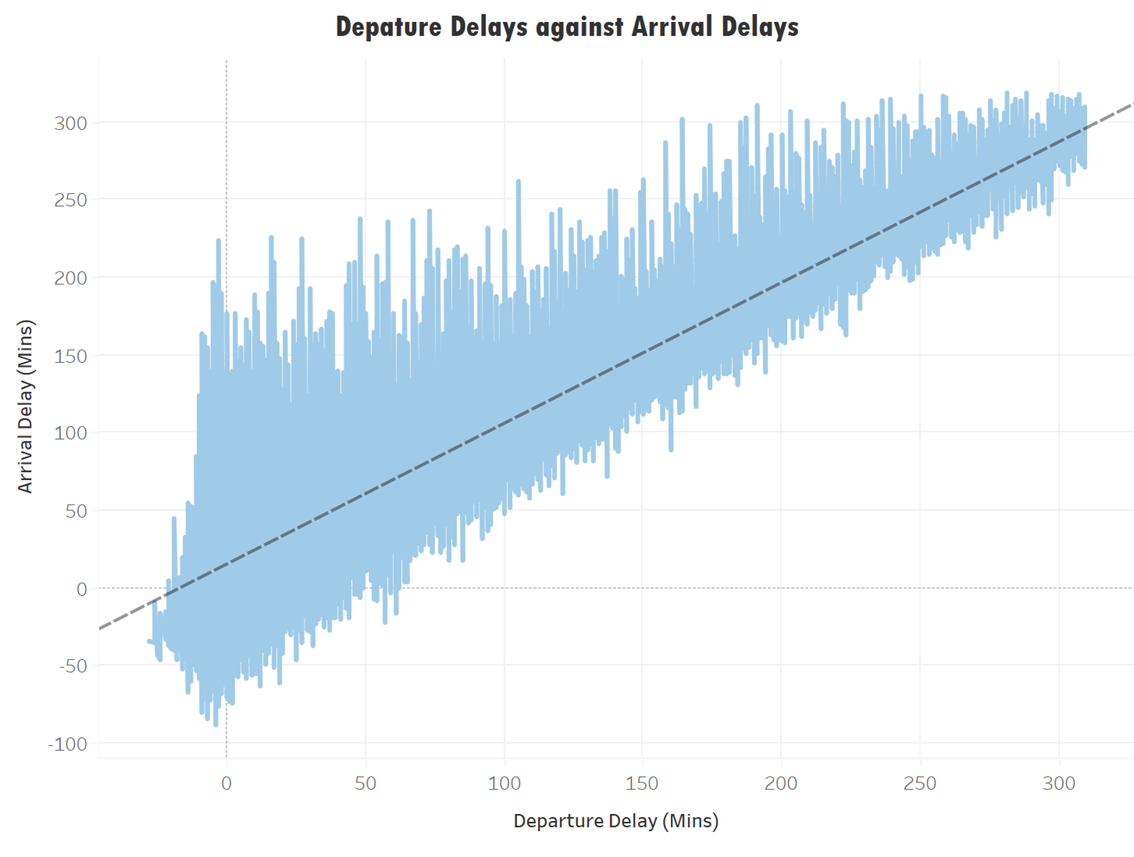 Depature Delays against Arrival Delays
300
250
200
150
100
50
0
-50
-100
Arrival Delay (Mins)
0 50 100 150 200 250 300
Departure Delay (Mins)